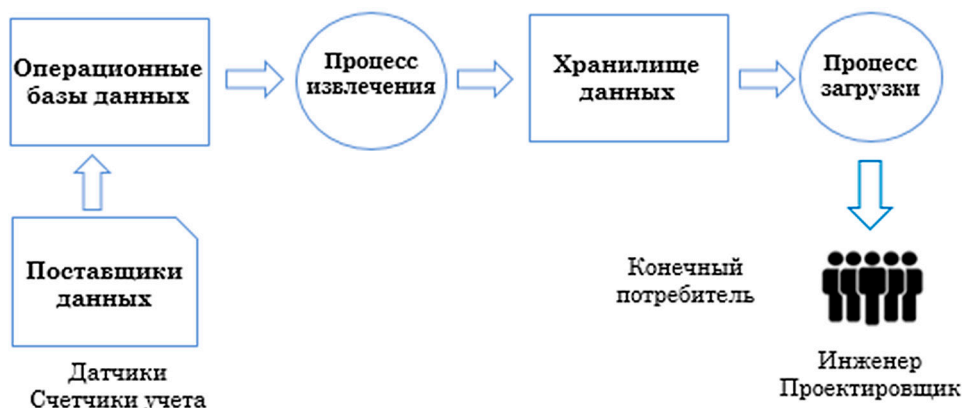 Операционные
базы данных
Процесс
извлечения
Хранилище
данных
Процесс
загрузки
Поставщики
данных
Датчики
Счетчики учета
Конечный
потребитель
Инженер
Проектировщик